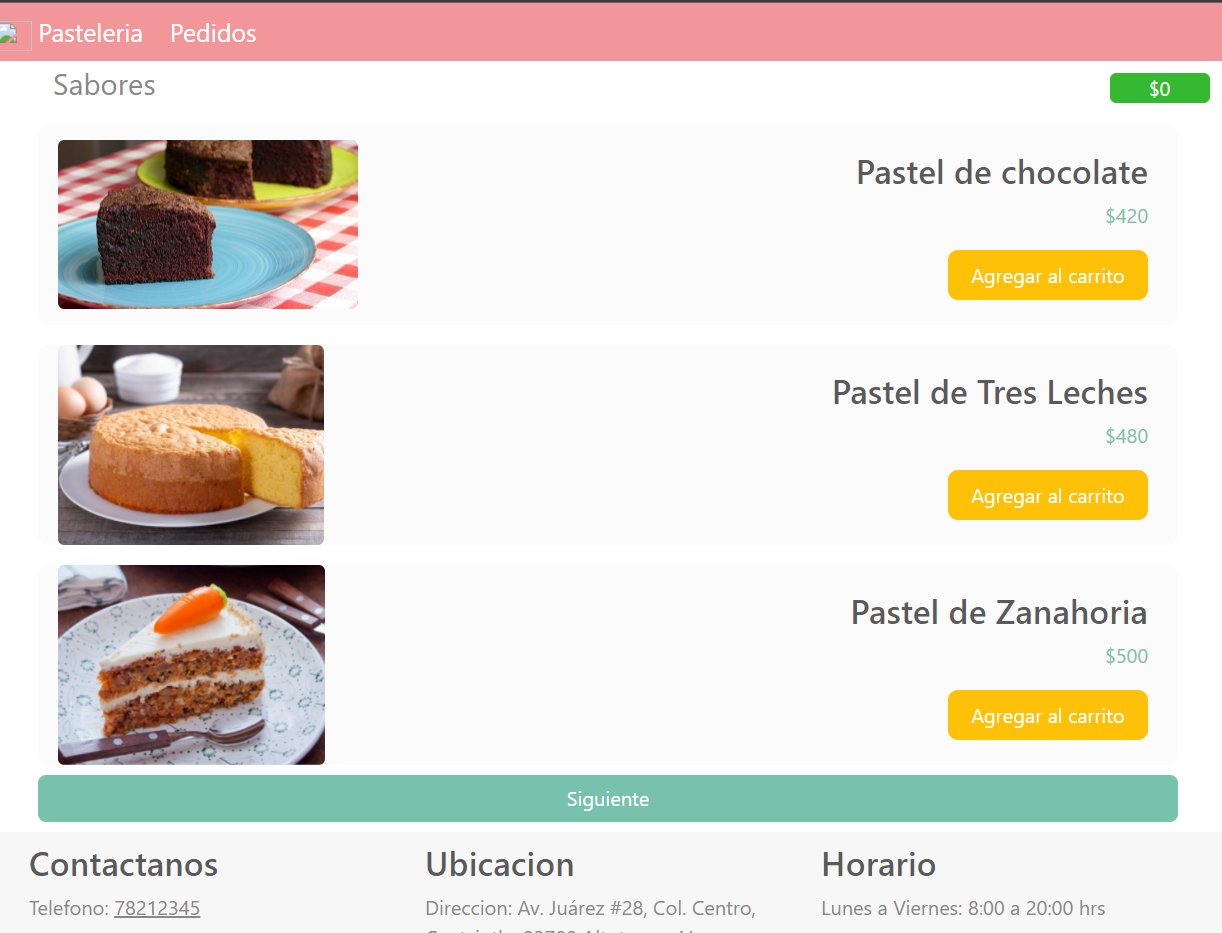 Pasteleria Pedidos
Sabores
$0
Pastel de chocolate
$420
Agregar al carrito
Pastel de Tres Leches
$480
Agregar al carrito
Pastel de Zanahoria
$500
Agregar al carrito
Siguiente
Contactanos
Telefono: 78212345
Ubicacion
Direccion: Av. Juárez #28, Col. Centro,
Horario
Lunes a Viernes: 8:00 a 20:00 hrs